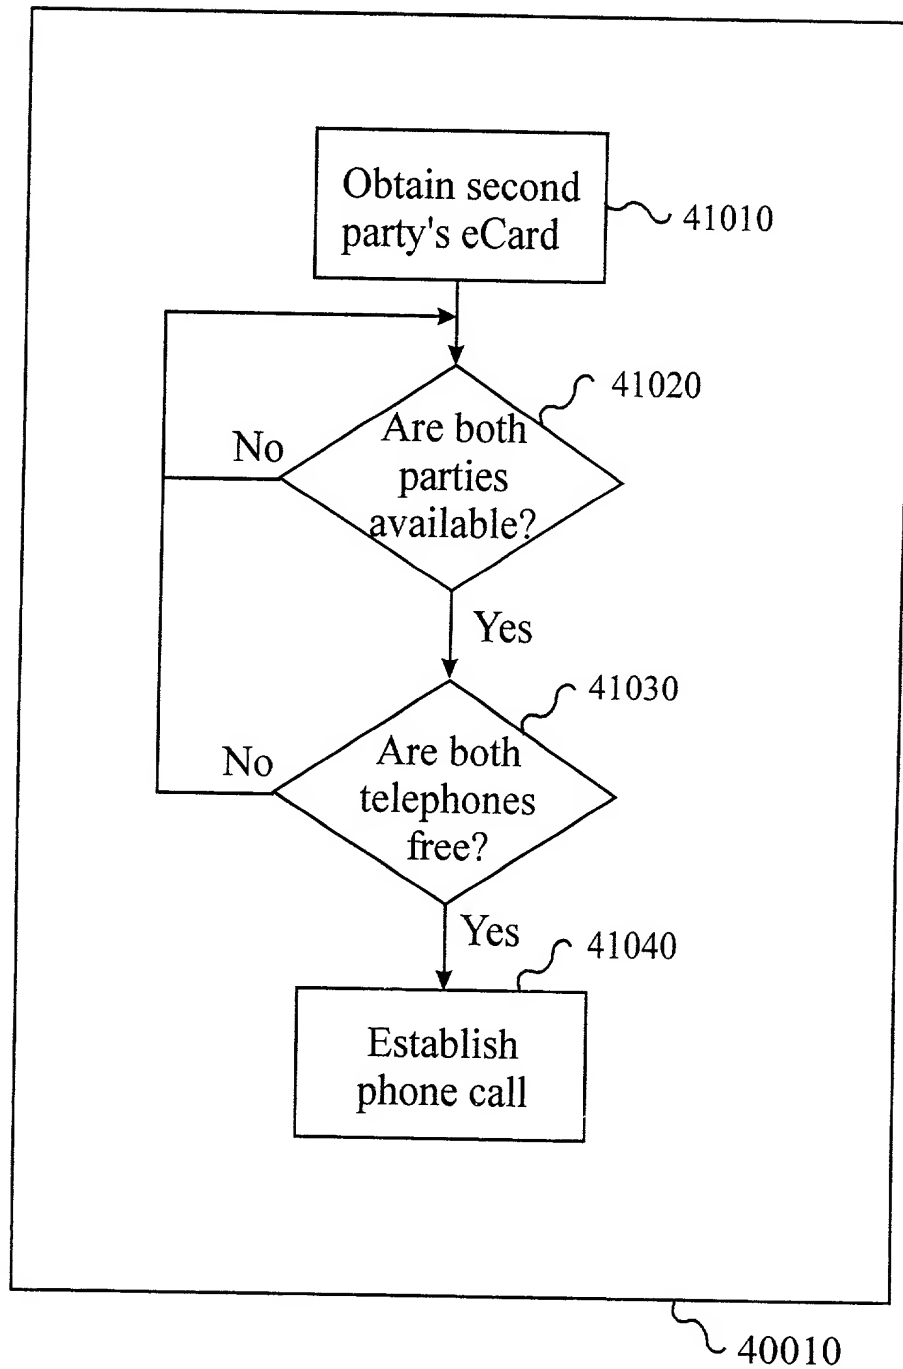 Obtain second
party's eCard
41010
41020
No
Are both
parties
available?
Yes
41030
No
Are both
telephones
free?
Yes
41040
Establish
phone call
40010